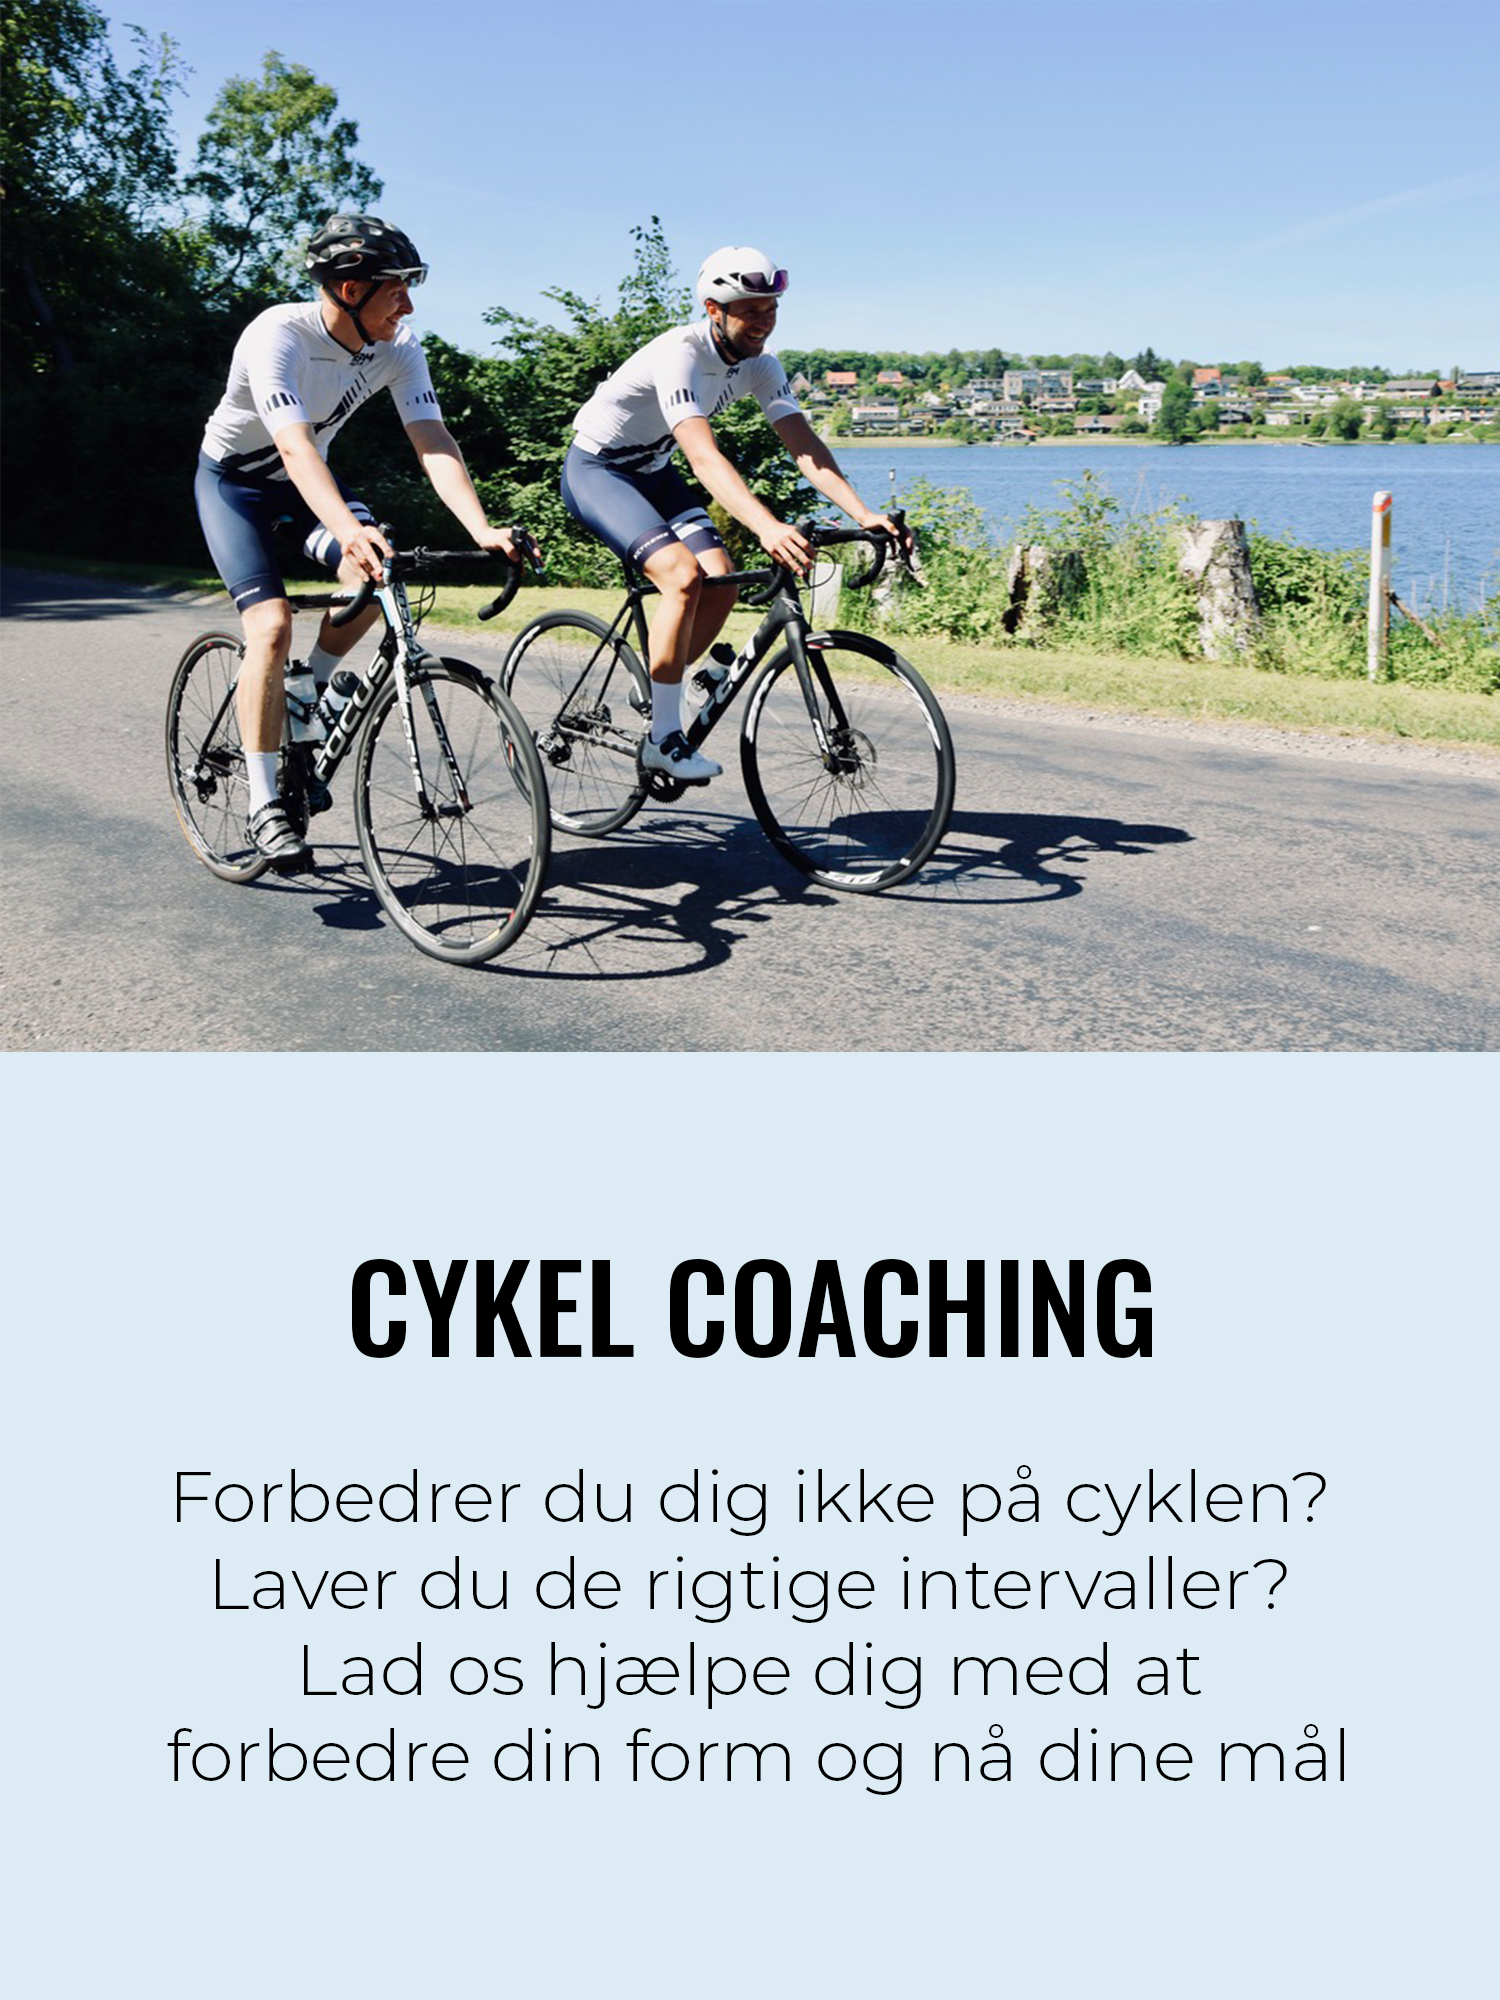 FOCUS
FELT
CYKEL COACHING
Forbedrer du dig ikke på cyklen?
Laver du de rigtige intervaller?
Lad os hjælpe dig med at
forbedre din form og nå dine mål